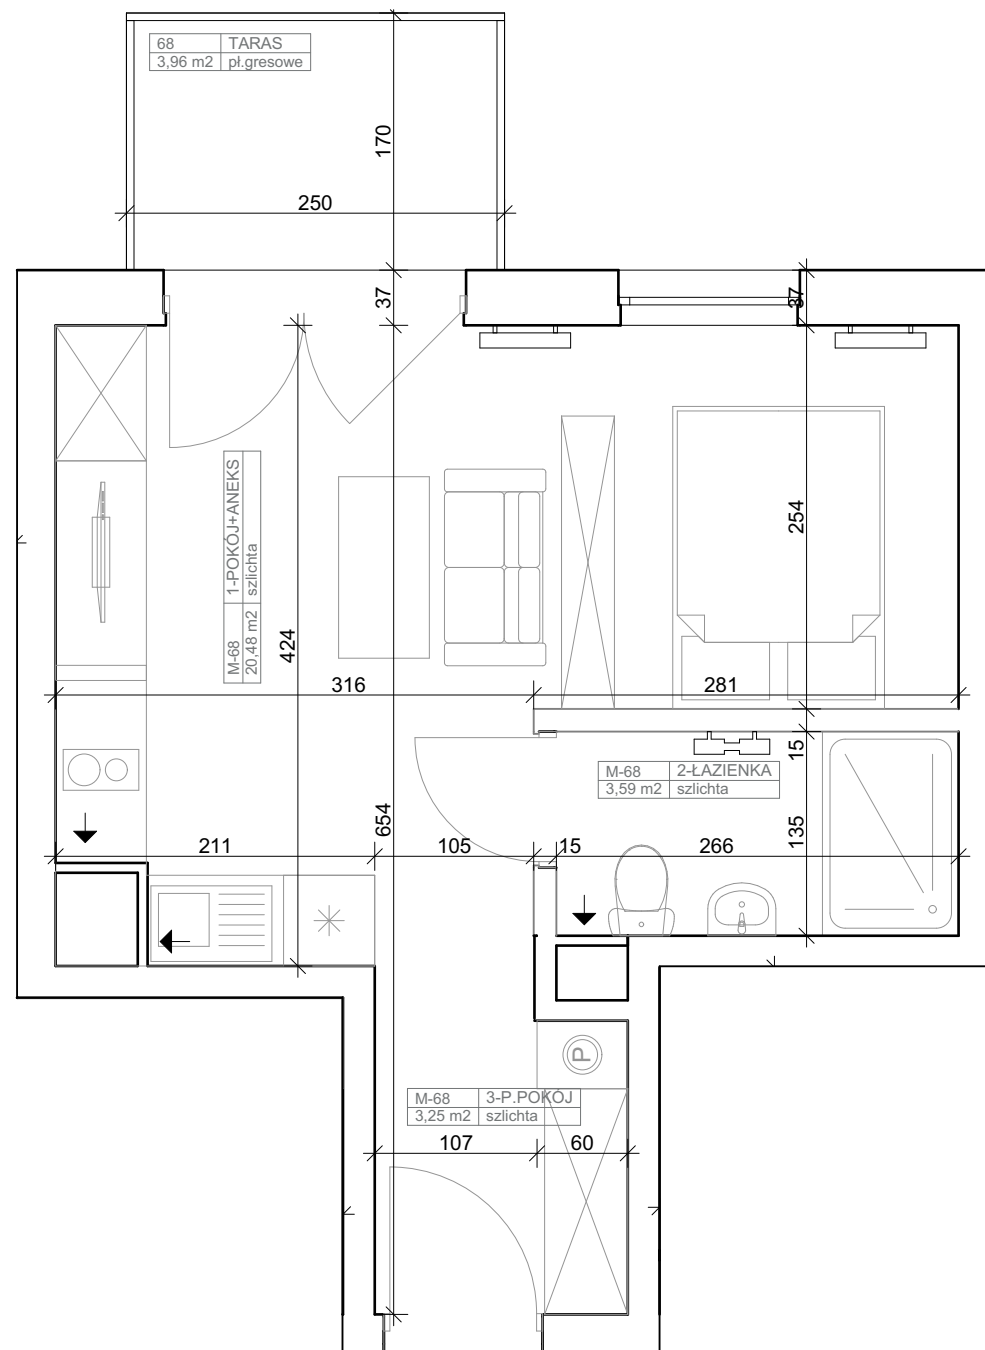 68 TARAS
3,96 m2 pł.gresowe
170
250
37
37
M-68 1-POKÓJ+ANEKS
20,48 m2 szlichta
424
254
316
281
15
M-68 2-ŁAZIENKA
3,59 m2 szlichta
654
135
211
105
15
266
P
M-68 3-P.POKÓJ
3,25 m2 szlichta
107
60